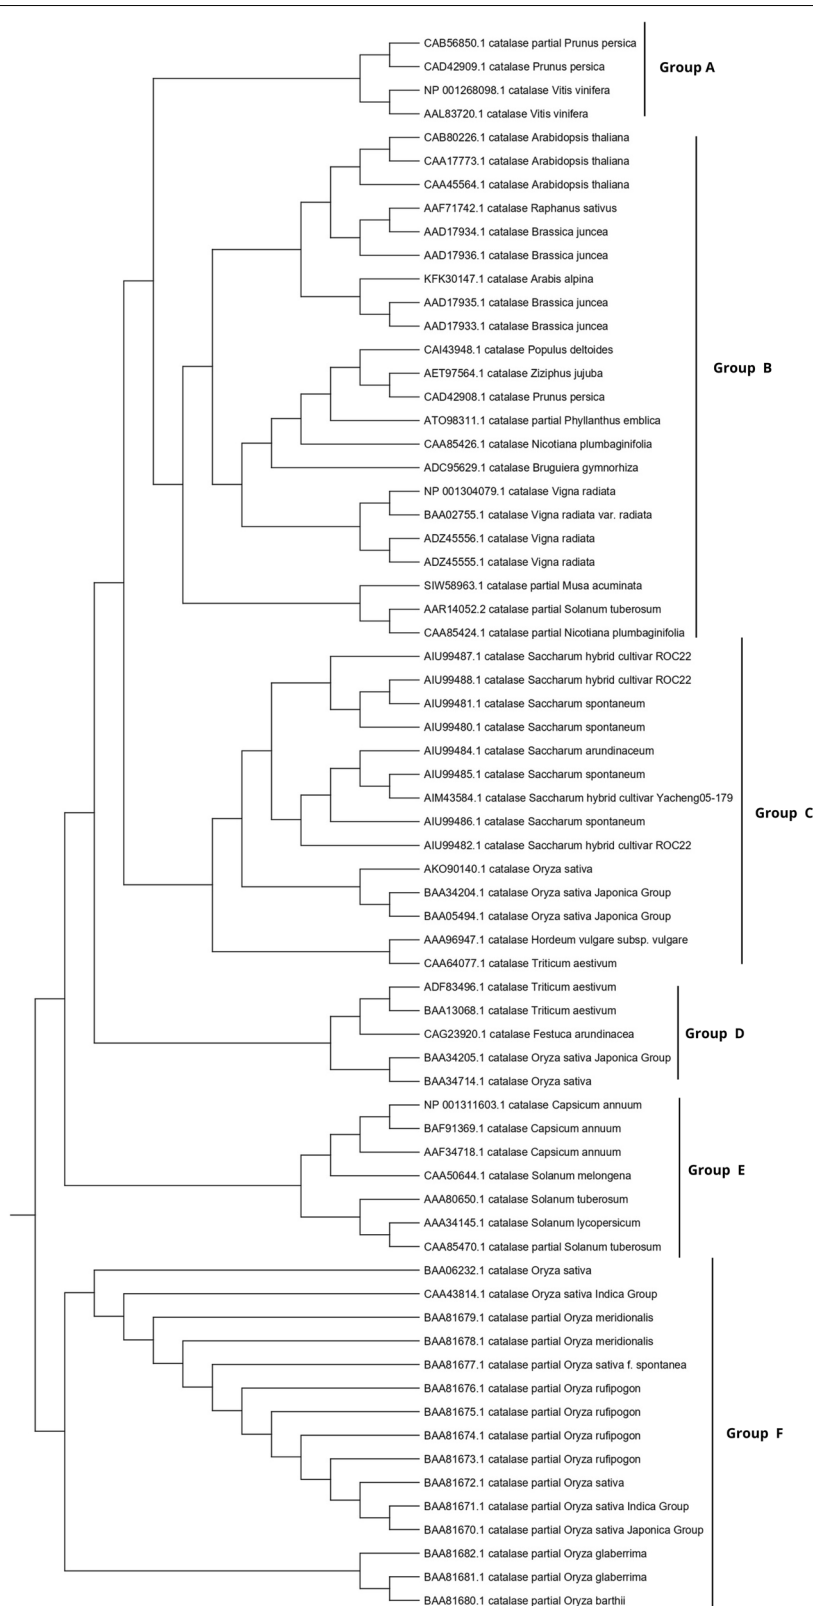 CAB56850.1 catalase partial Prunus persica
Group A
CAD42909.1 catalase Prunus persica
NP 001268098.1 catalase Vitis vinifera
AAL83720.1 catalase Vitis vinifera
CAB80226.1 catalase Arabidopsis thaliana
CAA17773.1 catalase Arabidopsis thaliana
CAA45564.1 catalase Arabidopsis thaliana
AAF71742.1 catalase Raphanus sativus
AAD17934.1 catalase Brassica juncea
AAD17936.1 catalase Brassica juncea
KFK30147.1 catalase Arabis alpina
AAD17935.1 catalase Brassica juncea
AAD17933.1 catalase Brassica juncea
CAI43948.1 catalase Populus deltoides
Group B
AET97564.1 catalase Ziziphus jujuba
CAD42908.1 catalase Prunus persica
ATO98311.1 catalase partial Phyllanthus emblica
CAA85426.1 catalase Nicotiana plumbaginifolia
ADC95629.1 catalase Bruguiera gymnorhiza
NP 001304079.1 catalase Vigna radiata
BAA02755.1 catalase Vigna radiata var. radiata
ADZ45556.1 catalase Vigna radiata
ADZ45555.1 catalase Vigna radiata
SIW58963.1 catalase partial Musa acuminata
AAR14052.2 catalase partial Solanum tuberosum
CAA85424.1 catalase partial Nicotiana plumbaginifolia
AIU99487.1 catalase Saccharum hybrid cultivar ROC22
AIU99488.1 catalase Saccharum hybrid cultivar ROC22
AIU99481.1 catalase Saccharum spontaneum
AIU99480.1 catalase Saccharum spontaneum
AIU99484.1 catalase Saccharum arundinaceum
AIU99485.1 catalase Saccharum spontaneum
AIM43584.1 catalase Saccharum hybrid cultivar Yacheng05-179
Group C
AIU99486.1 catalase Saccharum spontaneum
AIU99482.1 catalase Saccharum hybrid cultivar ROC22
AKO90140.1 catalase Oryza sativa
BAA34204.1 catalase Oryza sativa Japonica Group
BAA05494.1 catalase Oryza sativa Japonica Group
AAA96947.1 catalase Hordeum vulgare subsp. vulgare
CAA64077.1 catalase Triticum aestivum
ADF83496.1 catalase Triticum aestivum
BAA13068.1 catalase Triticum aestivum
CAG23920.1 catalase Festuca arundinacea
Group D
BAA34205.1 catalase Oryza sativa Japonica Group
BAA34714.1 catalase Oryza sativa
NP 001311603.1 catalase Capsicum annuum
BAF91369.1 catalase Capsicum annuum
AAF34718.1 catalase Capsicum annuum
Group E
CAA50644.1 catalase Solanum melongena
AAA80650.1 catalase Solanum tuberosum
AAA34145.1 catalase Solanum lycopersicum
CAA85470.1 catalase partial Solanum tuberosum
BAA06232.1 catalase Oryza sativa
CAA43814.1 catalase Oryza sativa Indica Group
BAA81679.1 catalase partial Oryza meridionalis
BAA81678.1 catalase partial Oryza meridionalis
BAA81677.1 catalase partial Oryza sativa f. spontanea
BAA81676.1 catalase partial Oryza rufipogon
BAA81675.1 catalase partial Oryza rufipogon
BAA81674.1 catalase partial Oryza rufipogon
Group F
BAA81673.1 catalase partial Oryza rufipogon
BAA81672.1 catalase partial Oryza sativa
BAA81671.1 catalase partial Oryza sativa Indica Group
BAA81670.1 catalase partial Oryza sativa Japonica Group
BAA81682.1 catalase partial Oryza glaberrima
BAA81681.1 catalase partial Oryza glaberrima
BAA81680.1 catalase partial Oryza barthii